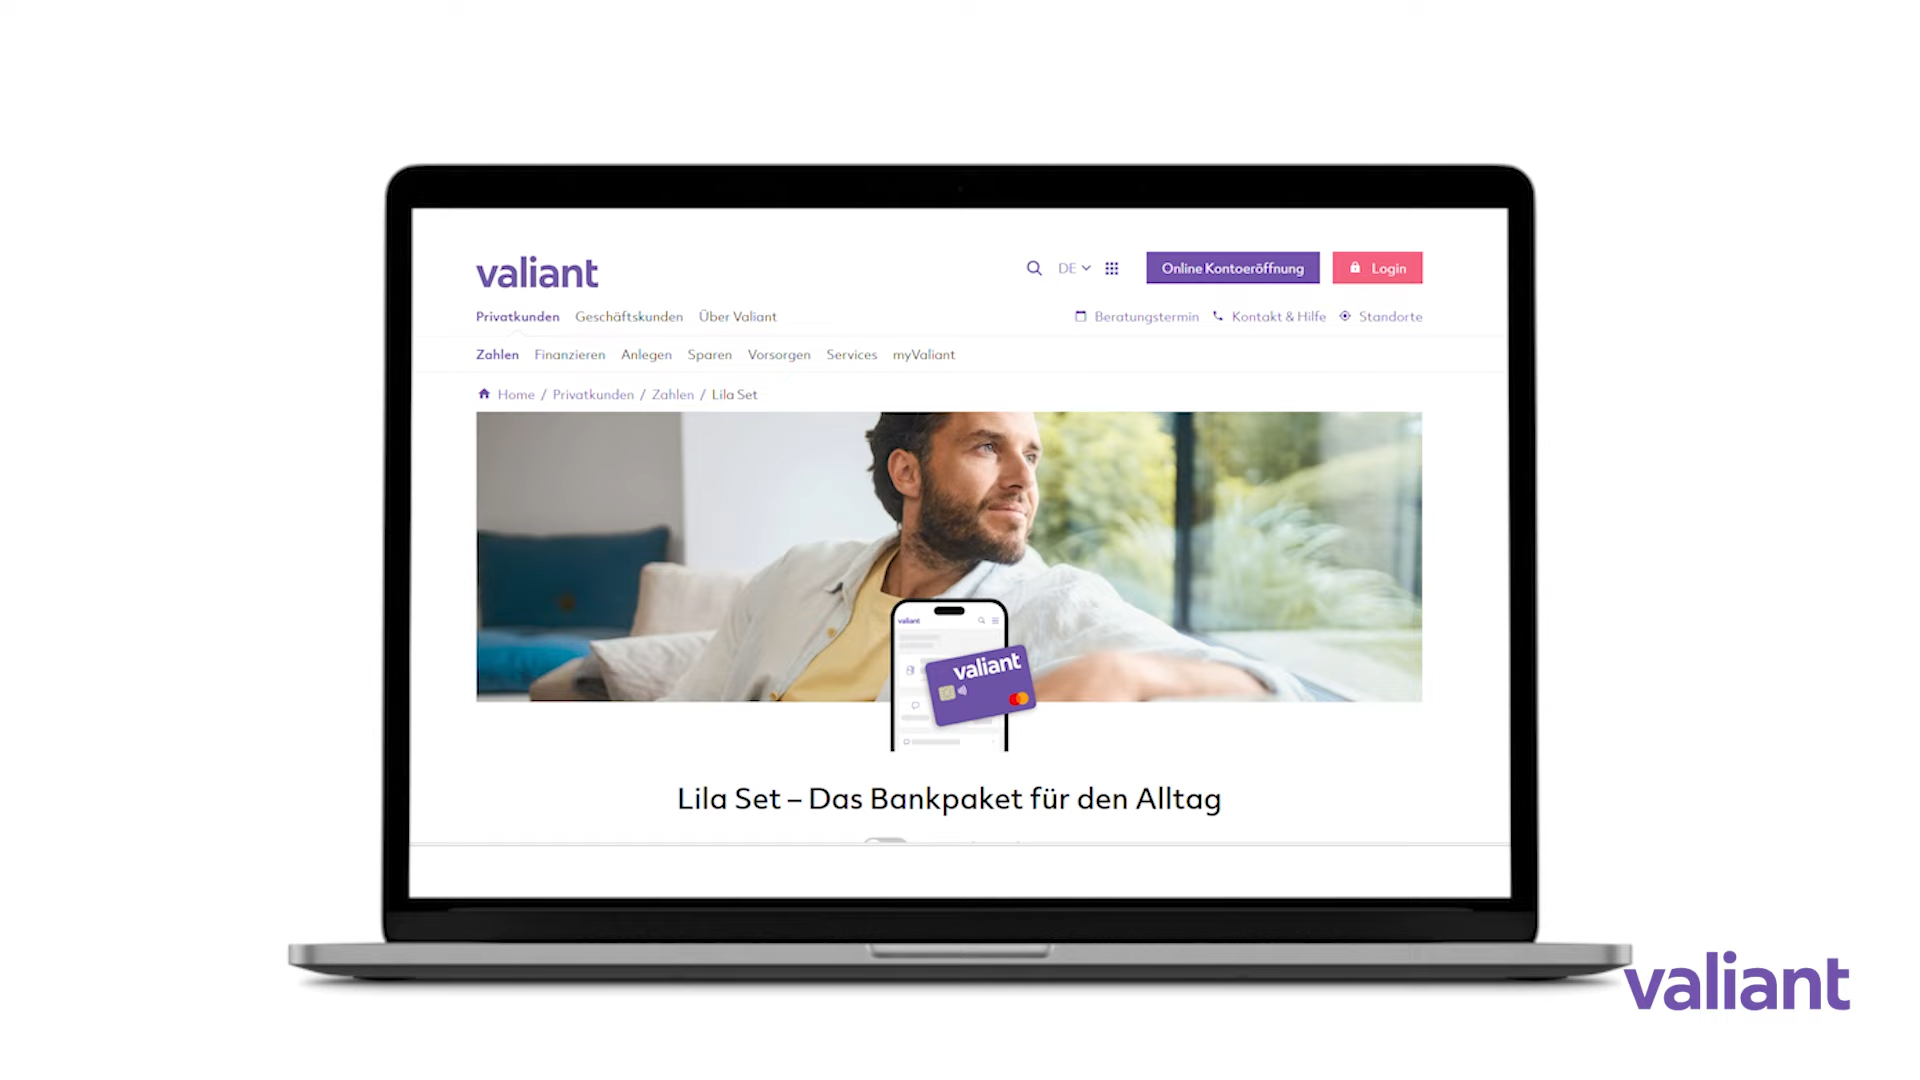 valiant
DE
Online Kontoeröffnung
Login
Privatkunden Geschäftskunden Über Valiant
Beratungstermin Kontakt & Hilfe Standorte
Zahlen Finanzieren Anlegen Sparen Vorsorgen Services myValiant
Home / Privatkunden / Zahlen / Lila Set
valiant
valiant
Lila Set – Das Bankpaket für den Alltag
valiant